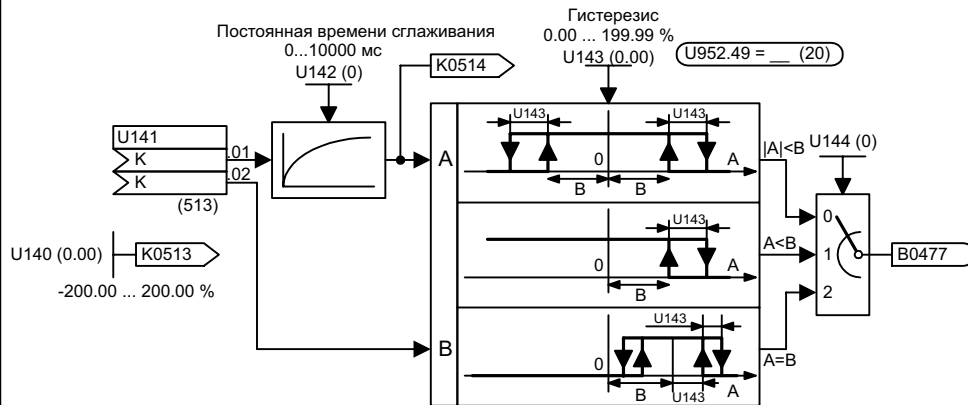 Постоянная времени сглаживания
0...10000 мс
U142 (0)
K0514
Гистерезис
0.00 ... 199.99 %
U143 (0.00)
U952.49 = __ (20)
U141
K
.01
K
.02
(513)
U140 (0.00)
K0513
-200.00 ... 200.00 %
A
B
U143
U143
0
A
B
B
|A|<B
U143
0
A
B
A<B
U143
0
A
B
U143
A=B
U144 (0)
0
1
2
B0477